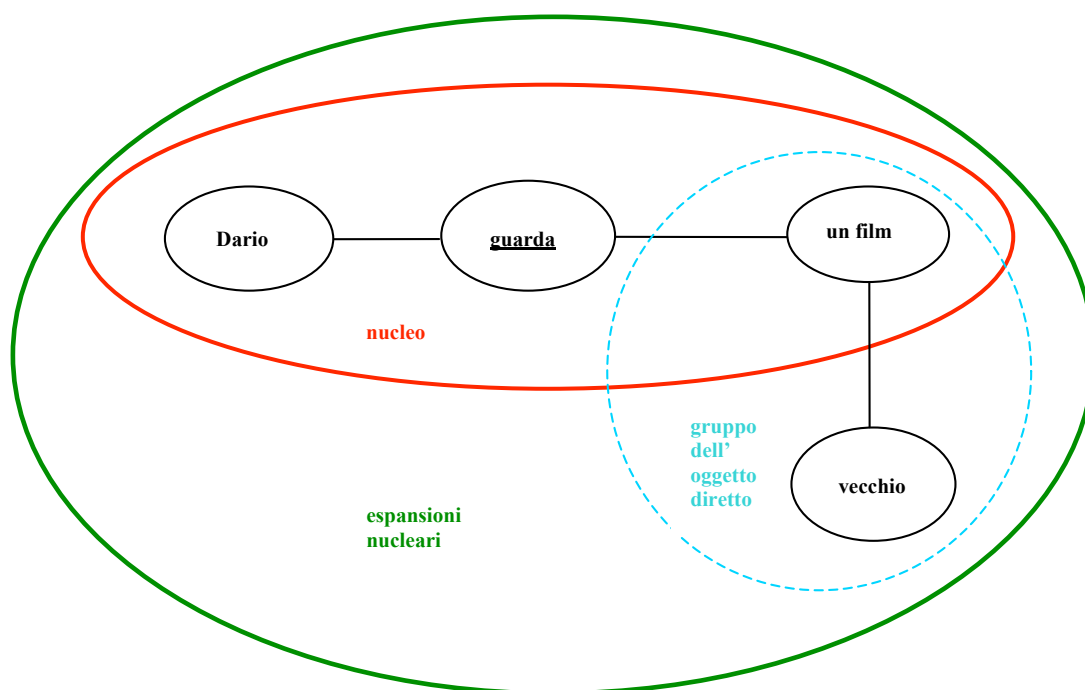 Dario
guarda
un film
nucleo
gruppo
dell’
oggetto
diretto
vecchio
espansioni
nucleari